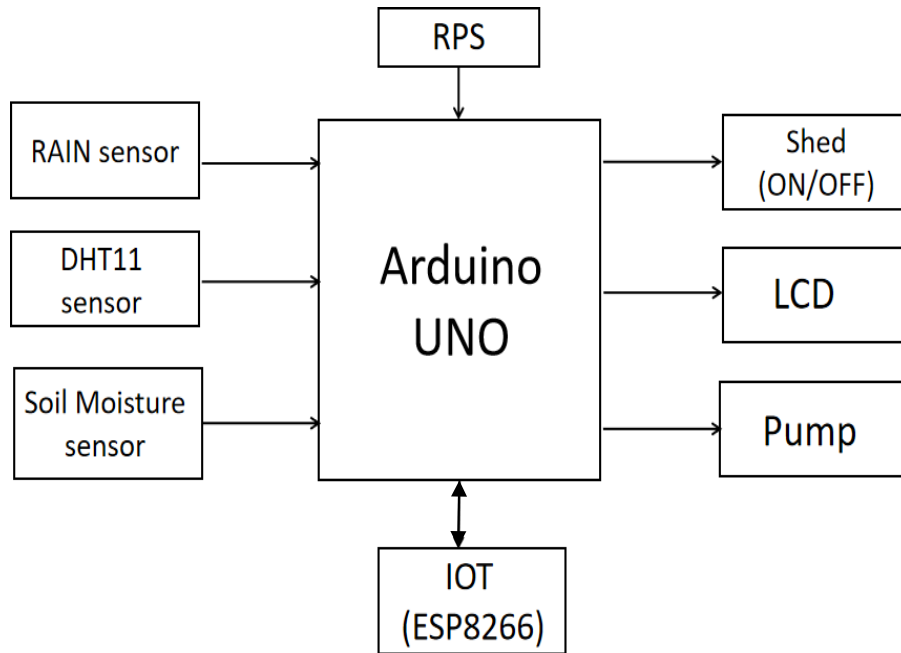 RPS
RAIN sensor
DHT11
sensor
Soil Moisture
sensor
Arduino
UNO
Shed
(ON/OFF)
LCD
Pump
IOT
(ESP8266)